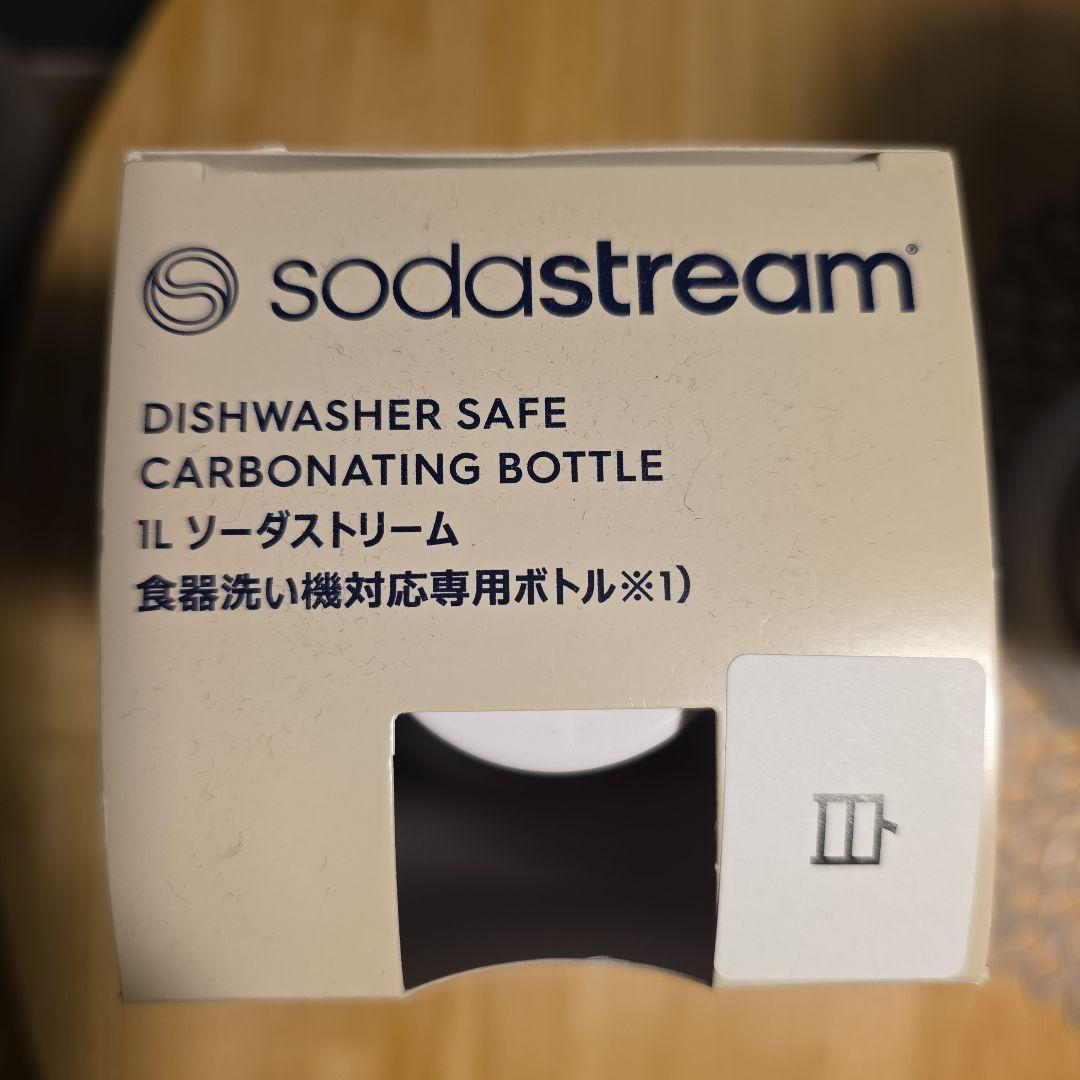 sodastream®
DISHWASHER SAFE
CARBONATING BOTTLE
1L ソーダストリーム
食器洗い機対応専用ボトル※1)